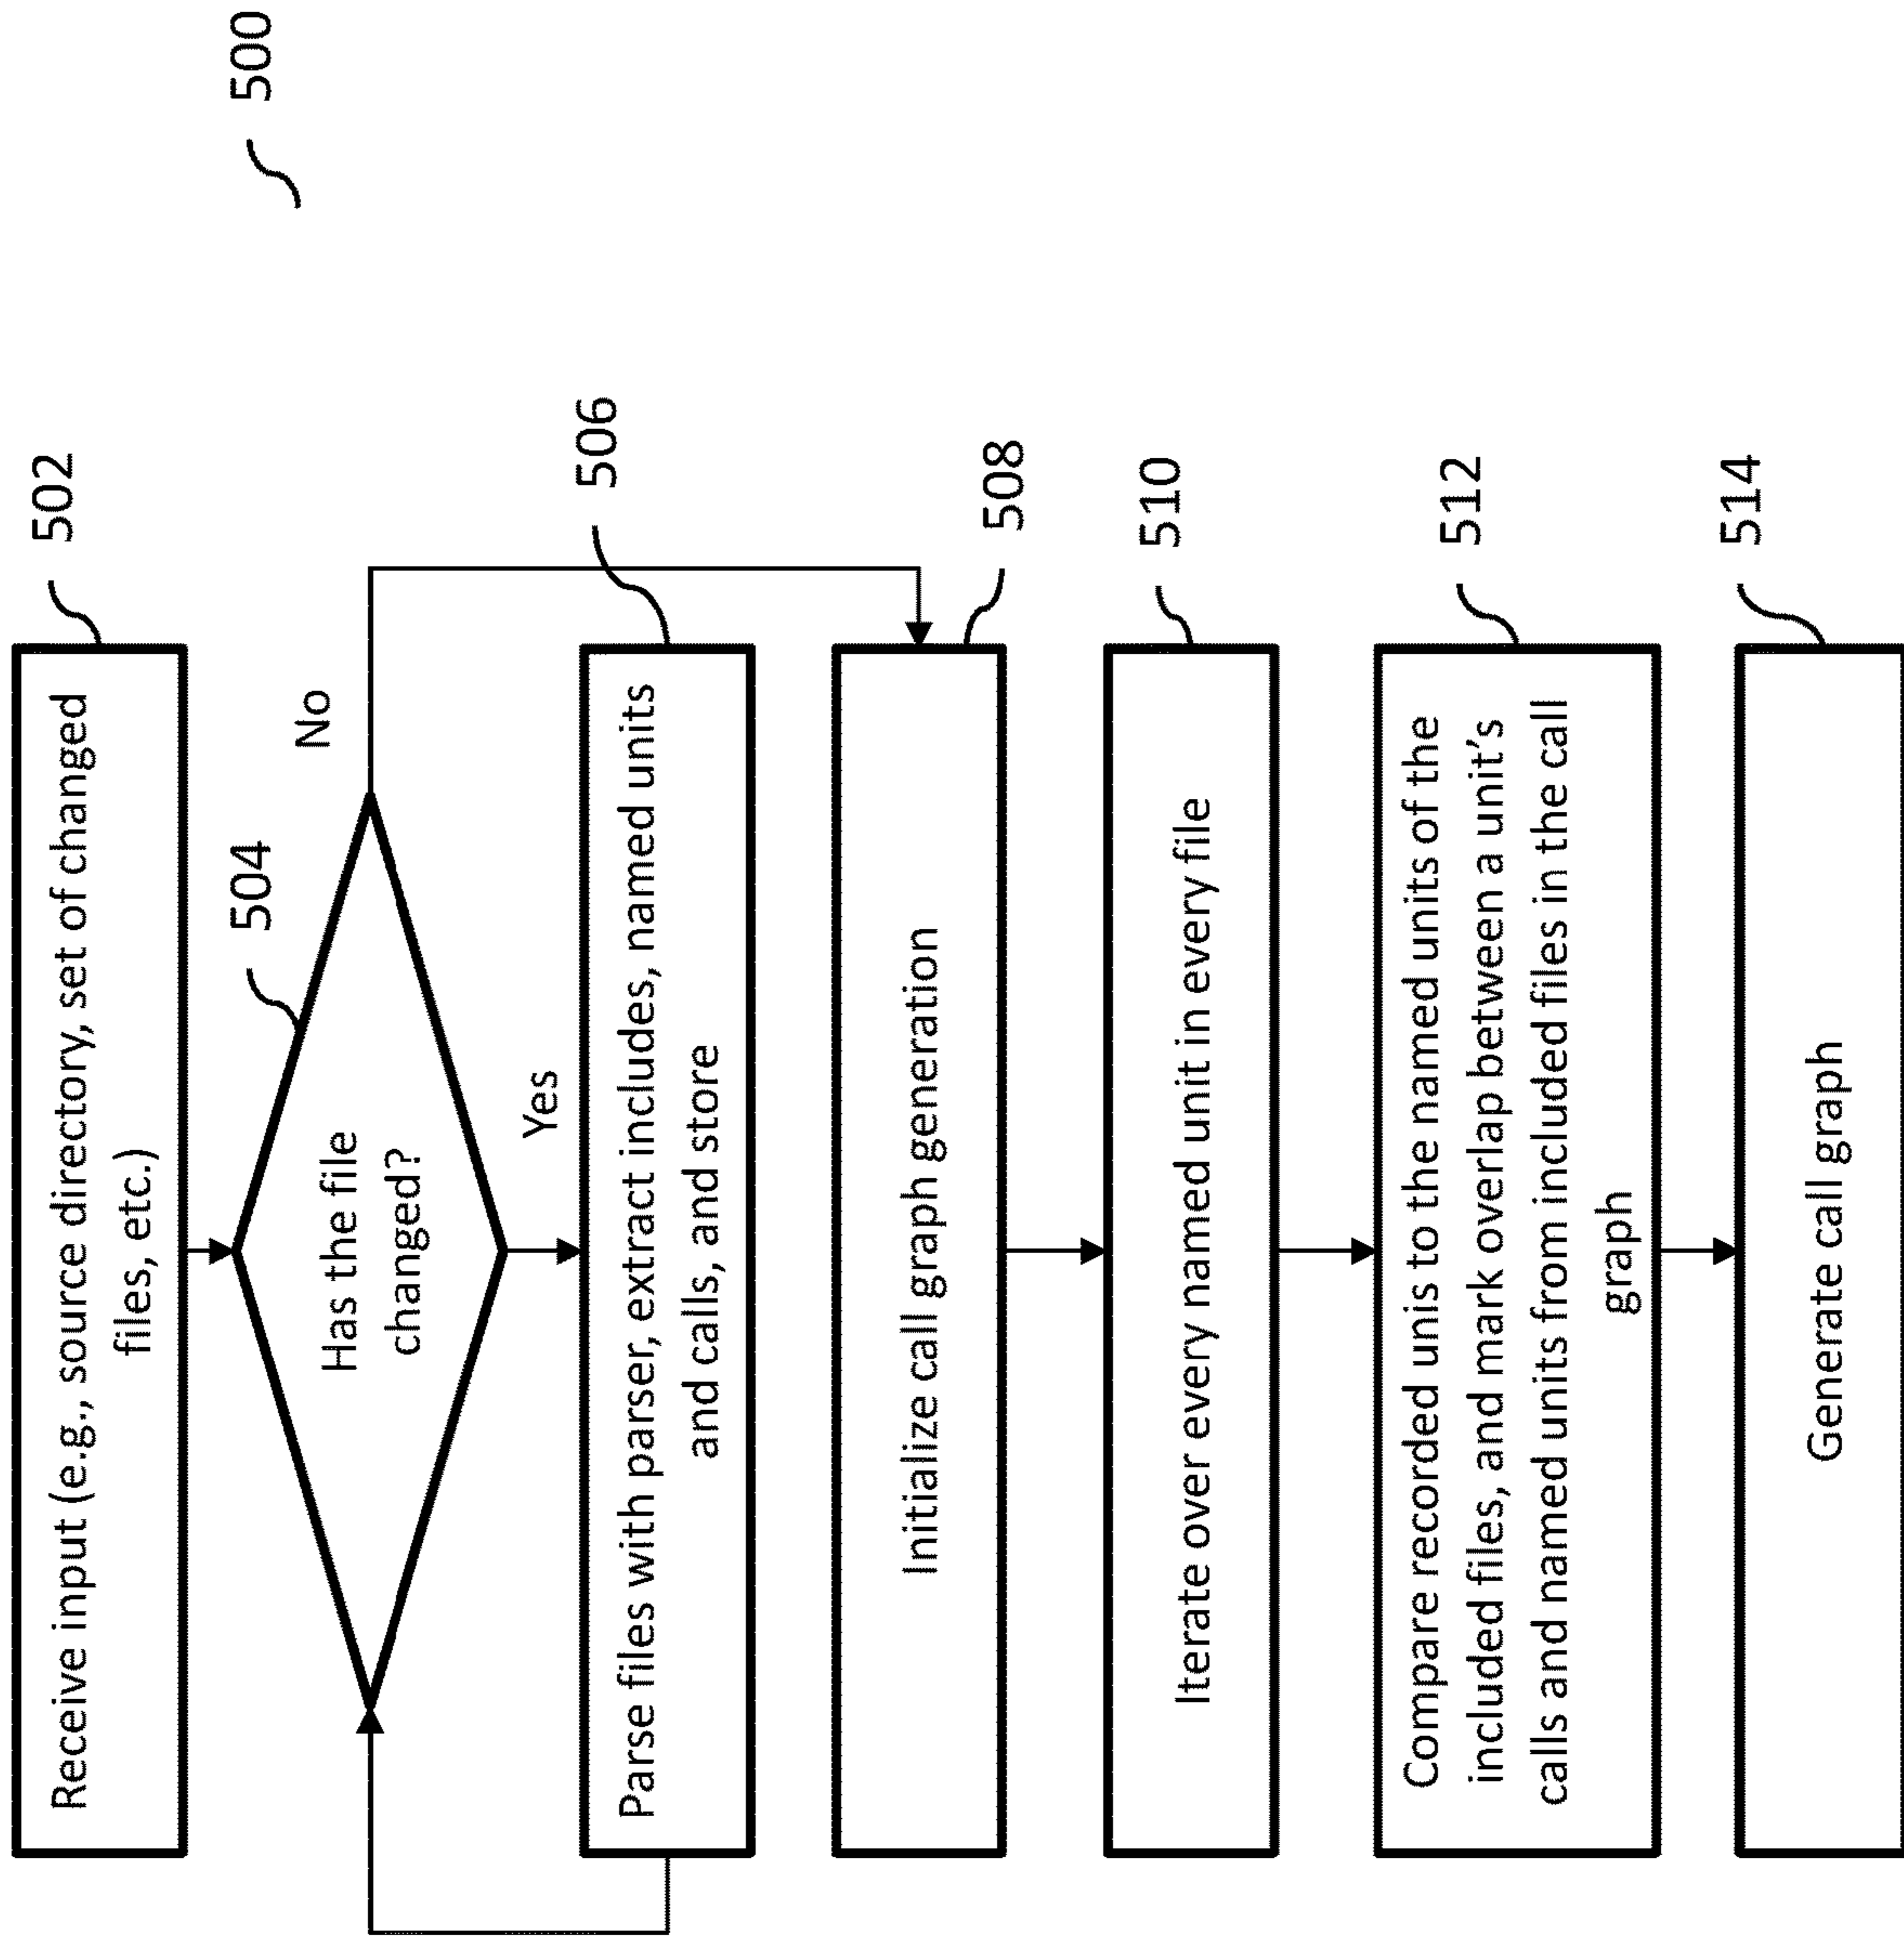 500
Receive input (e.g., source directory, set of changed
files, etc.)
502
Has the file
changed?
504
No
Yes
Parse files with parser, extract includes, named units
and calls, and store
506
Initialize call graph generation
508
Iterate over every named unit in every file
510
Compare recorded unis to the named units of the
included files, and mark overlap between a unit's
calls and named units from included files in the call
graph
512
Generate call graph
514